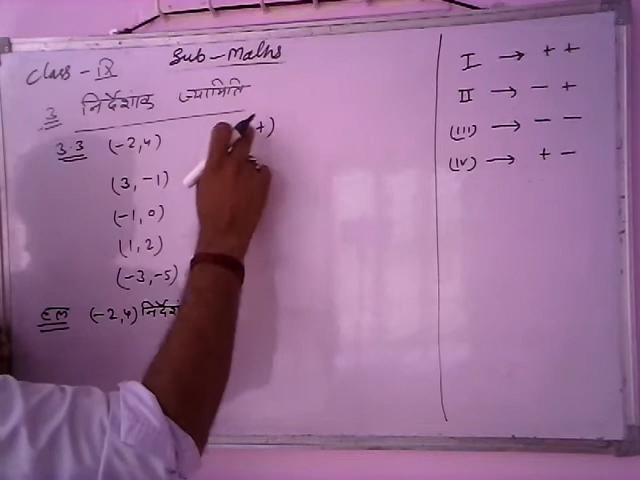 Class - IX Sub - Maths
3 निर्देशांक ज्यामिति
3.3 (-2,4)
+)
(3, -1)
(-1, 0)
(1, 2)
(-3, -5)
हल (-2,4)
I → + +
II → - +
(III) → - -
(IV) → + -